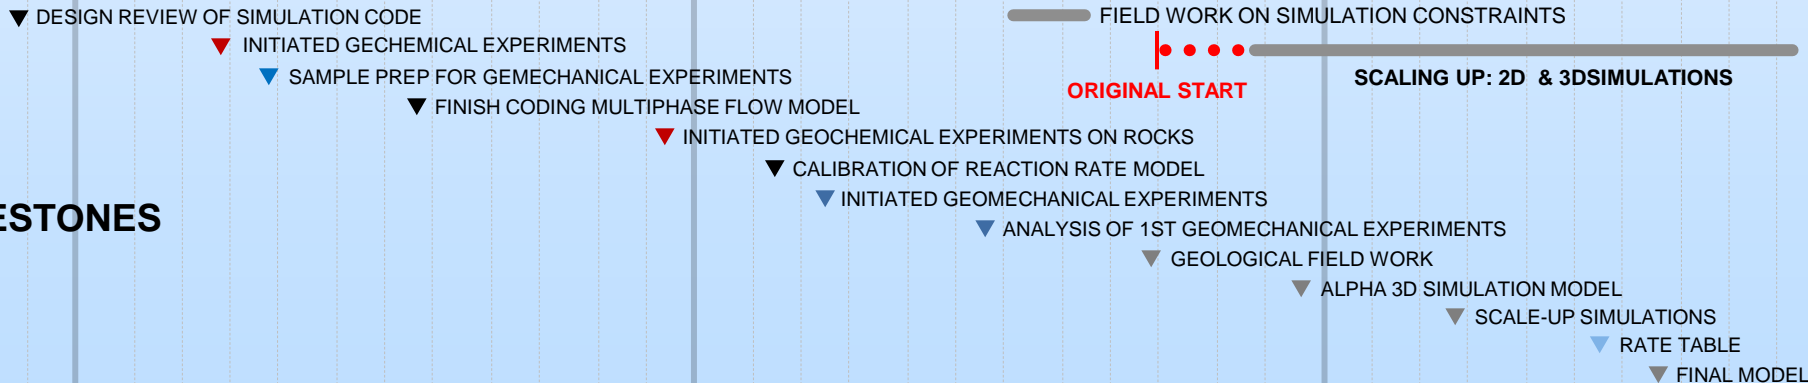 DESIGN REVIEW OF SIMULATION CODE
FIELD WORK ON SIMULATION CONSTRAINTS
INITIATED GECHEMICAL EXPERIMENTS
SAMPLE PREP FOR GEMECHANICAL EXPERIMENTS
SCALING UP: 2D & 3DSIMULATIONS
ORIGINAL START
FINISH CODING MULTIPHASE FLOW MODEL
INITIATED GEOCHEMICAL EXPERIMENTS ON ROCKS
CALIBRATION OF REACTION RATE MODEL
INITIATED GEOMECHANICAL EXPERIMENTS
ESTONES
ANALYSIS OF 1ST GEOMECHANICAL EXPERIMENTS
GEOLOGICAL FIELD WORK
ALPHA 3D SIMULATION MODEL
SCALE-UP SIMULATIONS
RATE TABLE
FINAL MODEL